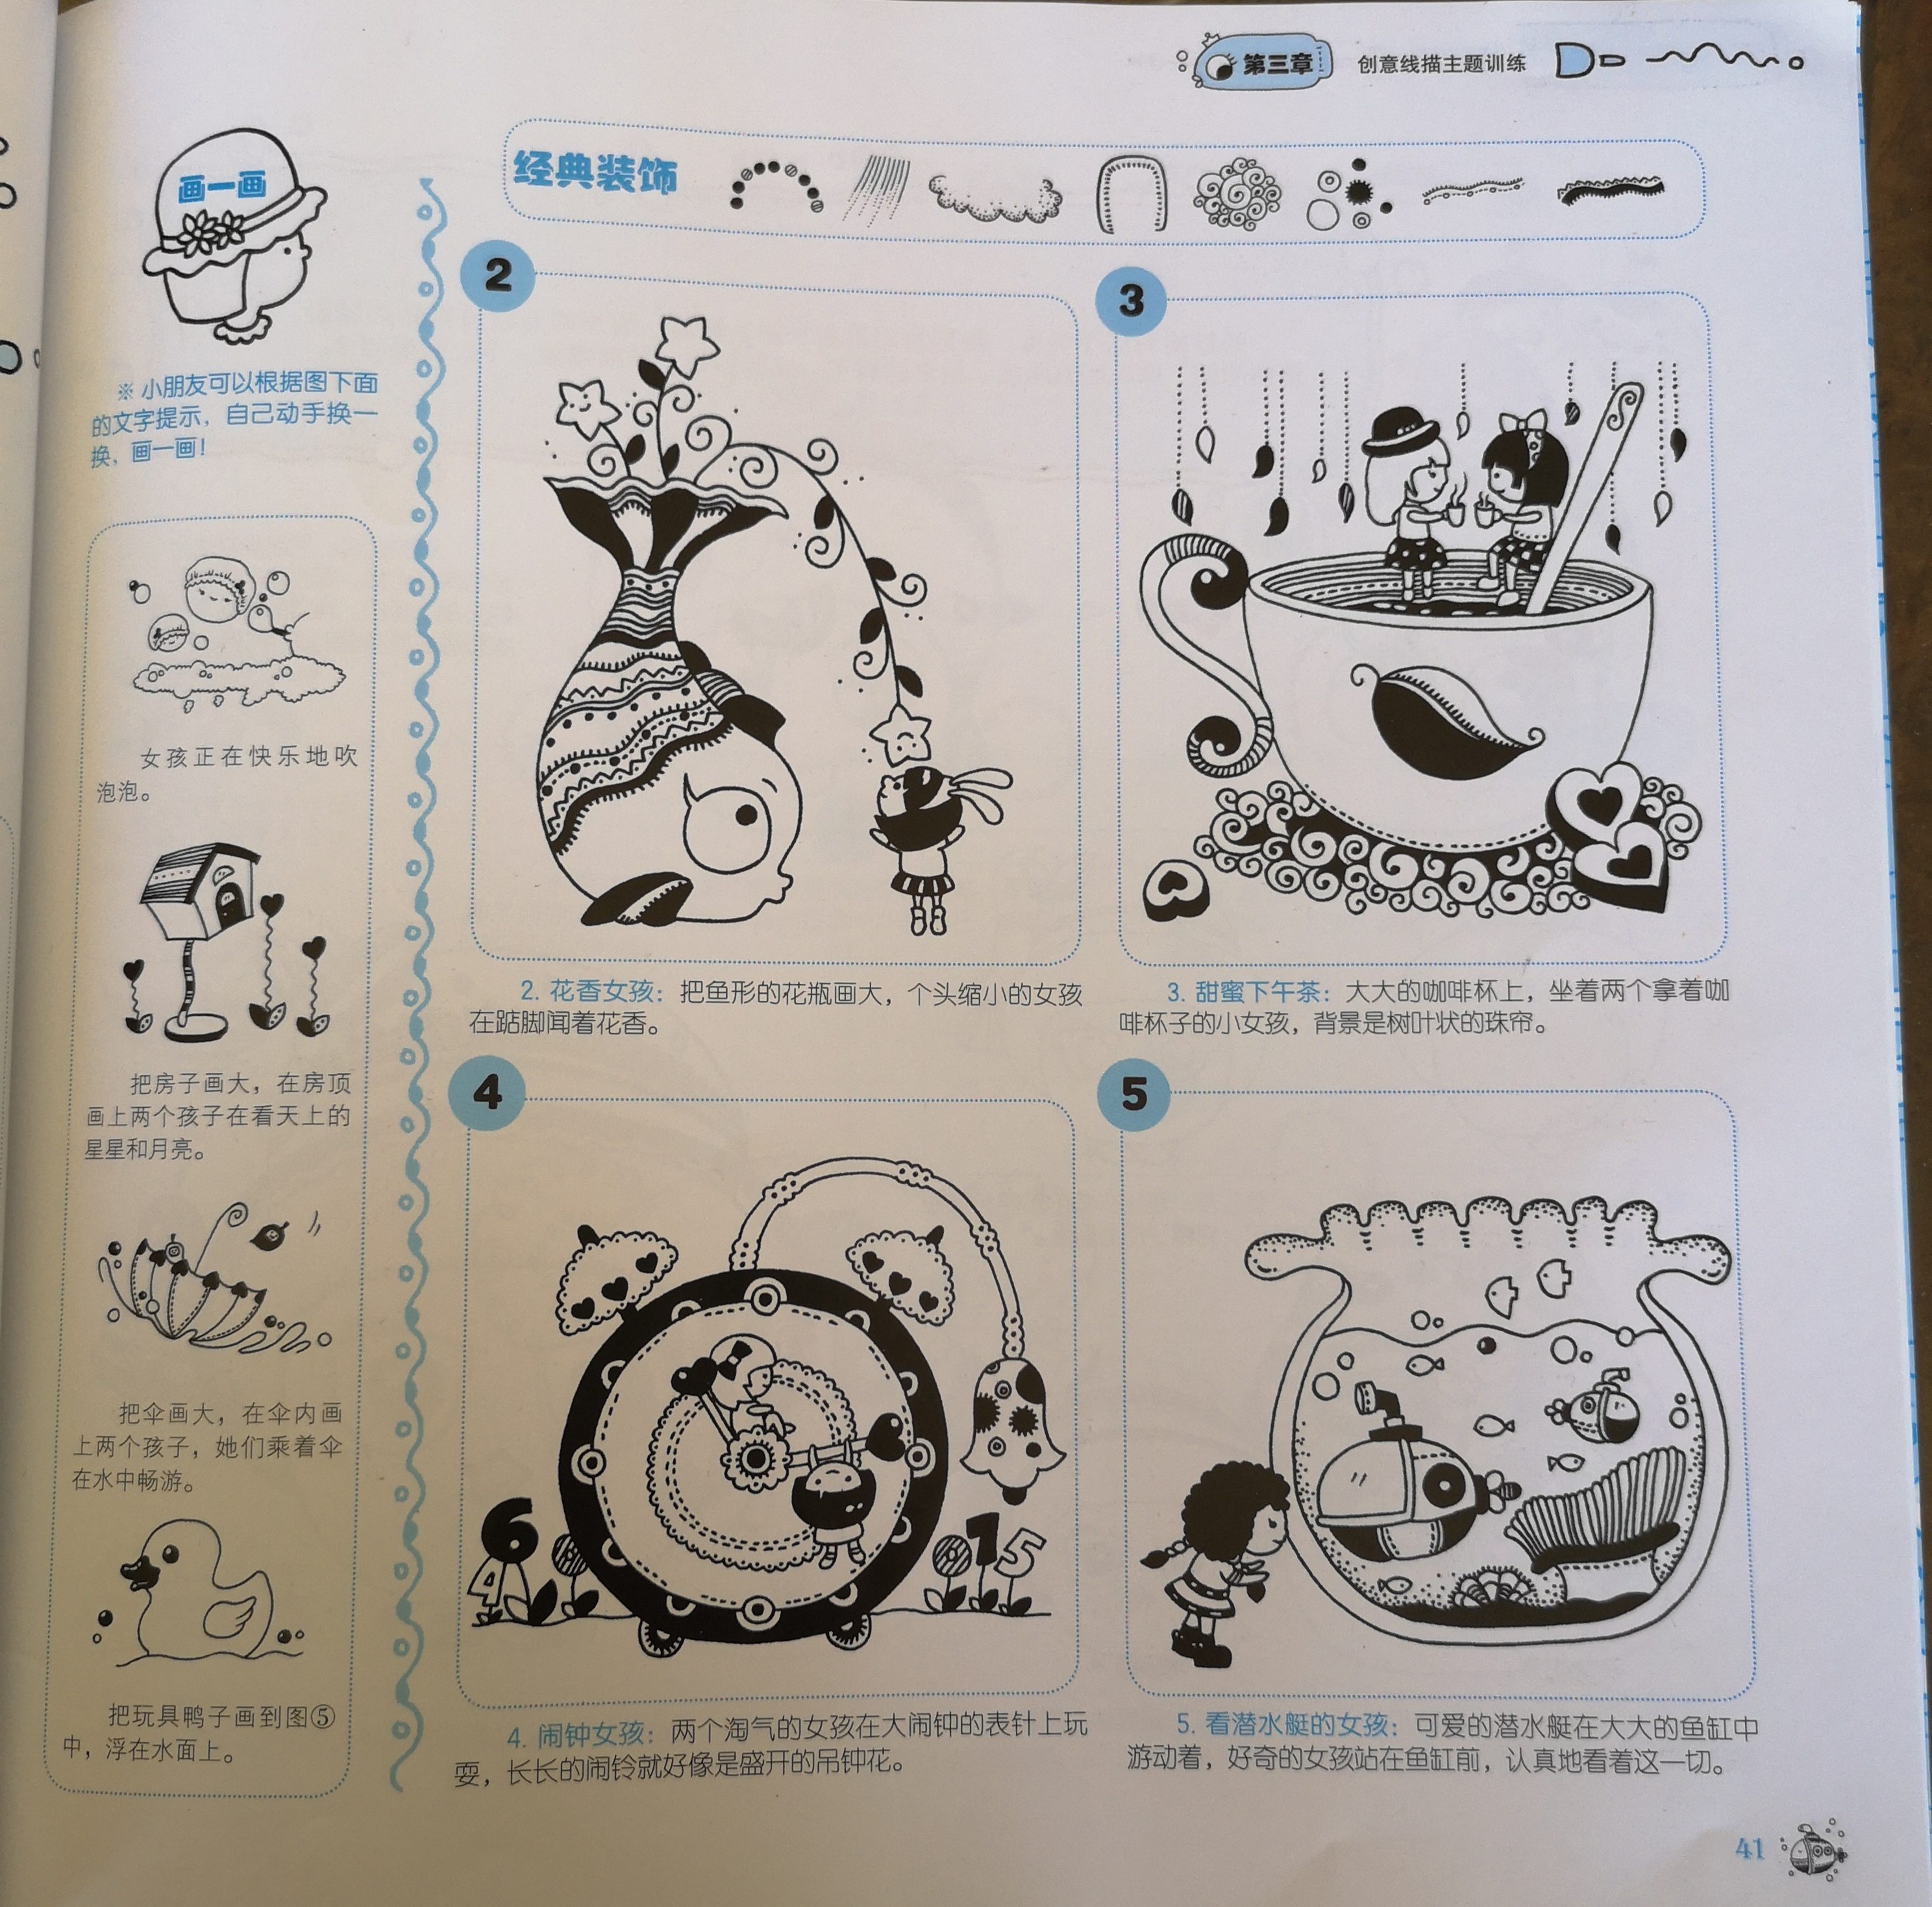 第三章 创意线描主题训练
画一画
※ 小朋友可以根据图下面
的文字提示，自己动手换一
换，画一画！
女孩正在快乐地吹
泡泡。
把房子画大，在房顶
画上两个孩子在看天上的
星星和月亮。
把伞画大，在伞内画
上两个孩子，她们乘着伞
在水中畅游。
把玩具鸭子画到图⑤
中，浮在水面上。
经典装饰
2
2. 花香女孩：把鱼形的花瓶画大，个头缩小的女孩
在踮脚闻着花香。
3
3. 甜蜜下午茶：大大的咖啡杯上，坐着两个拿着咖
啡杯子的小女孩，背景是树叶状的珠帘。
4
6
4
9
15
4. 闹钟女孩：两个淘气的女孩在大闹钟的表针上玩
耍，长长的闹铃就好像是盛开的吊钟花。
5
5. 看潜水艇的女孩：可爱的潜水艇在大大的鱼缸中
游动着，好奇的女孩站在鱼缸前，认真地看着这一切。
41